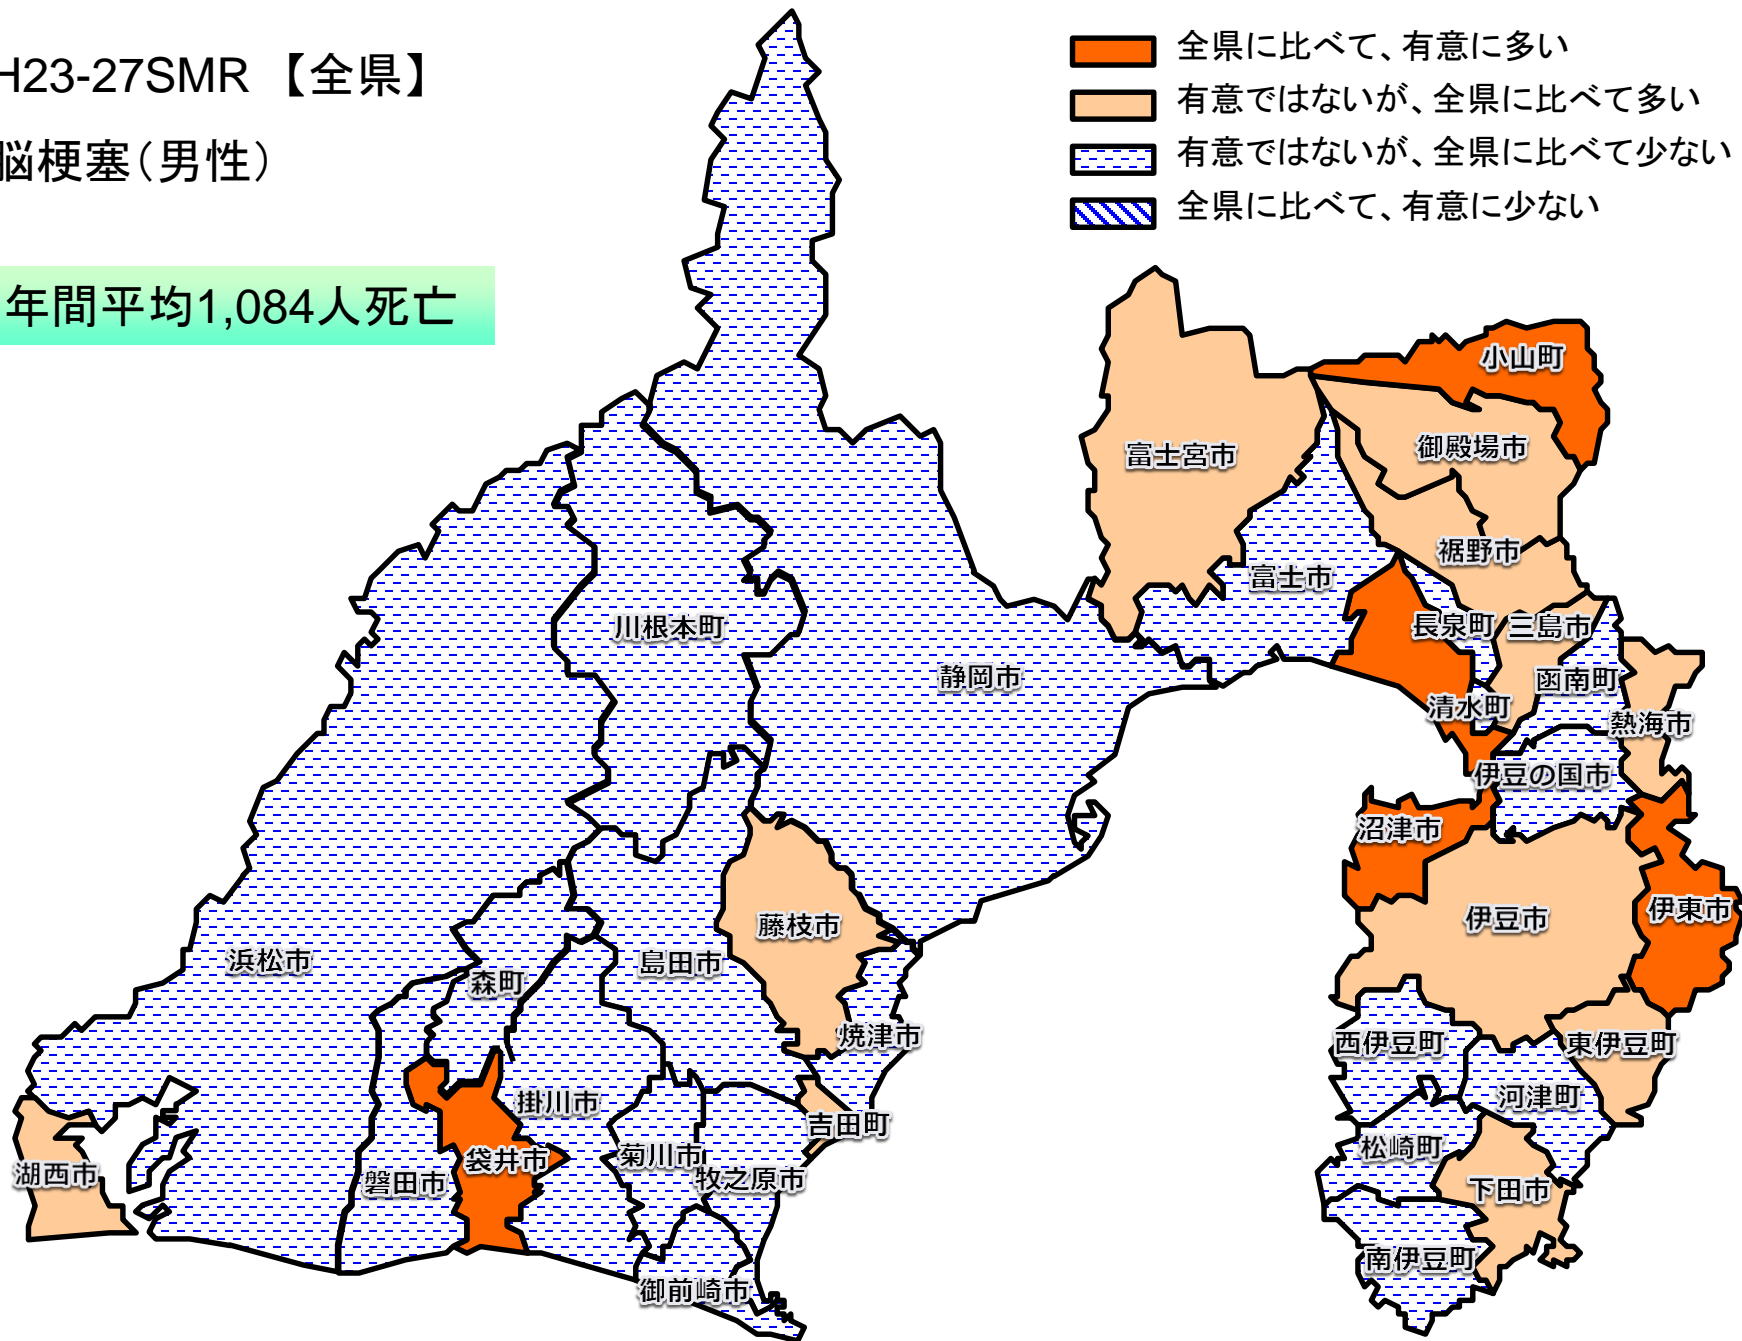 H23-27SMR 【全県】
脳梗塞(男性)
年間平均1,084人死亡
全県に比べて、有意に多い
有意ではないが、全県に比べて多い
有意ではないが、全県に比べて少ない
全県に比べて、有意に少ない
小山町
御殿場市
富士宮市
裾野市
富士市
長泉町
三島市
川根本町
静岡市
函南町
清水町
熱海市
伊豆の国市
沼津市
伊豆市
伊東市
藤枝市
浜松市
島田市
森町
焼津市
西伊豆町
東伊豆町
河津町
掛川市
吉田町
松崎町
菊川市
袋井市
湖西市
磐田市
牧之原市
下田市
南伊豆町
御前崎市